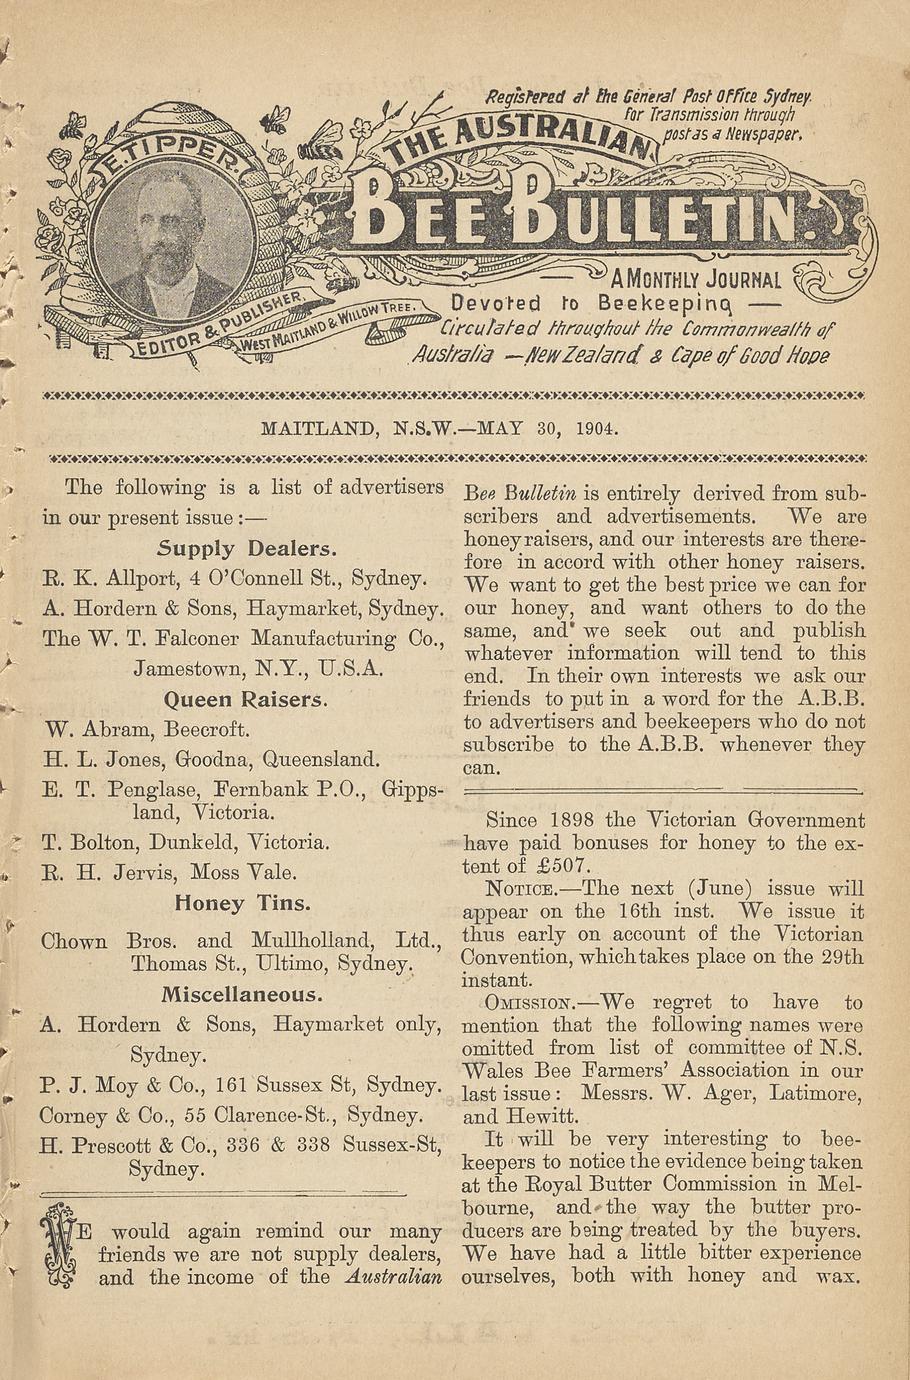 Registered at the General Post Office Sydney.
for Transmission through
post as a Newspaper.
E. TIPPER.
THE AUSTRALIAN
BEE BULLETIN.
A MONTHLY JOURNAL
Devoted to Beekeeping —
EDITOR & PUBLISHER.
WEST MAITLAND & WILLOW TREE.
Circulated throughout the Commonwealth of
Australia — New Zealand & Cape of Good Hope
MAITLAND, N.S.W.—MAY 30, 1904.
The following is a list of advertisers
in our present issue :—
Supply Dealers.
R. K. Allport, 4 O'Connell St., Sydney.
A. Hordern & Sons, Haymarket, Sydney.
The W. T. Falconer Manufacturing Co.,
Jamestown, N.Y., U.S.A.
Queen Raisers.
W. Abram, Beecroft.
H. L. Jones, Goodna, Queensland.
E. T. Penglase, Fernbank P.O., Gipps-
land, Victoria.
T. Bolton, Dunkeld, Victoria.
R. H. Jervis, Moss Vale.
Honey Tins.
Chown Bros. and Mullholland, Ltd.,
Thomas St., Ultimo, Sydney.
Miscellaneous.
A. Hordern & Sons, Haymarket only,
Sydney.
P. J. Moy & Co., 161 Sussex St, Sydney.
Corney & Co., 55 Clarence-St., Sydney.
H. Prescott & Co., 336 & 338 Sussex-St,
Sydney.
WE would again remind our many
friends we are not supply dealers,
and the income of the Australian
Bee Bulletin is entirely derived from sub-
scribers and advertisements. We are
honey raisers, and our interests are there-
fore in accord with other honey raisers.
We want to get the best price we can for
our honey, and want others to do the
same, and we seek out and publish
whatever information will tend to this
end. In their own interests we ask our
friends to put in a word for the A.B.B.
to advertisers and beekeepers who do not
subscribe to the A.B.B. whenever they
can.
Since 1898 the Victorian Government
have paid bonuses for honey to the ex-
tent of £507.
NOTICE.—The next (June) issue will
appear on the 16th inst. We issue it
thus early on account of the Victorian
Convention, which takes place on the 29th
instant.
OMISSION.—We regret to have to
mention that the following names were
omitted from list of committee of N.S.
Wales Bee Farmers' Association in our
last issue : Messrs. W. Ager, Latimore,
and Hewitt.
It will be very interesting to bee-
keepers to notice the evidence being taken
at the Royal Butter Commission in Mel-
bourne, and the way the butter pro-
ducers are being treated by the buyers.
We have had a little bitter experience
ourselves, both with honey and wax.